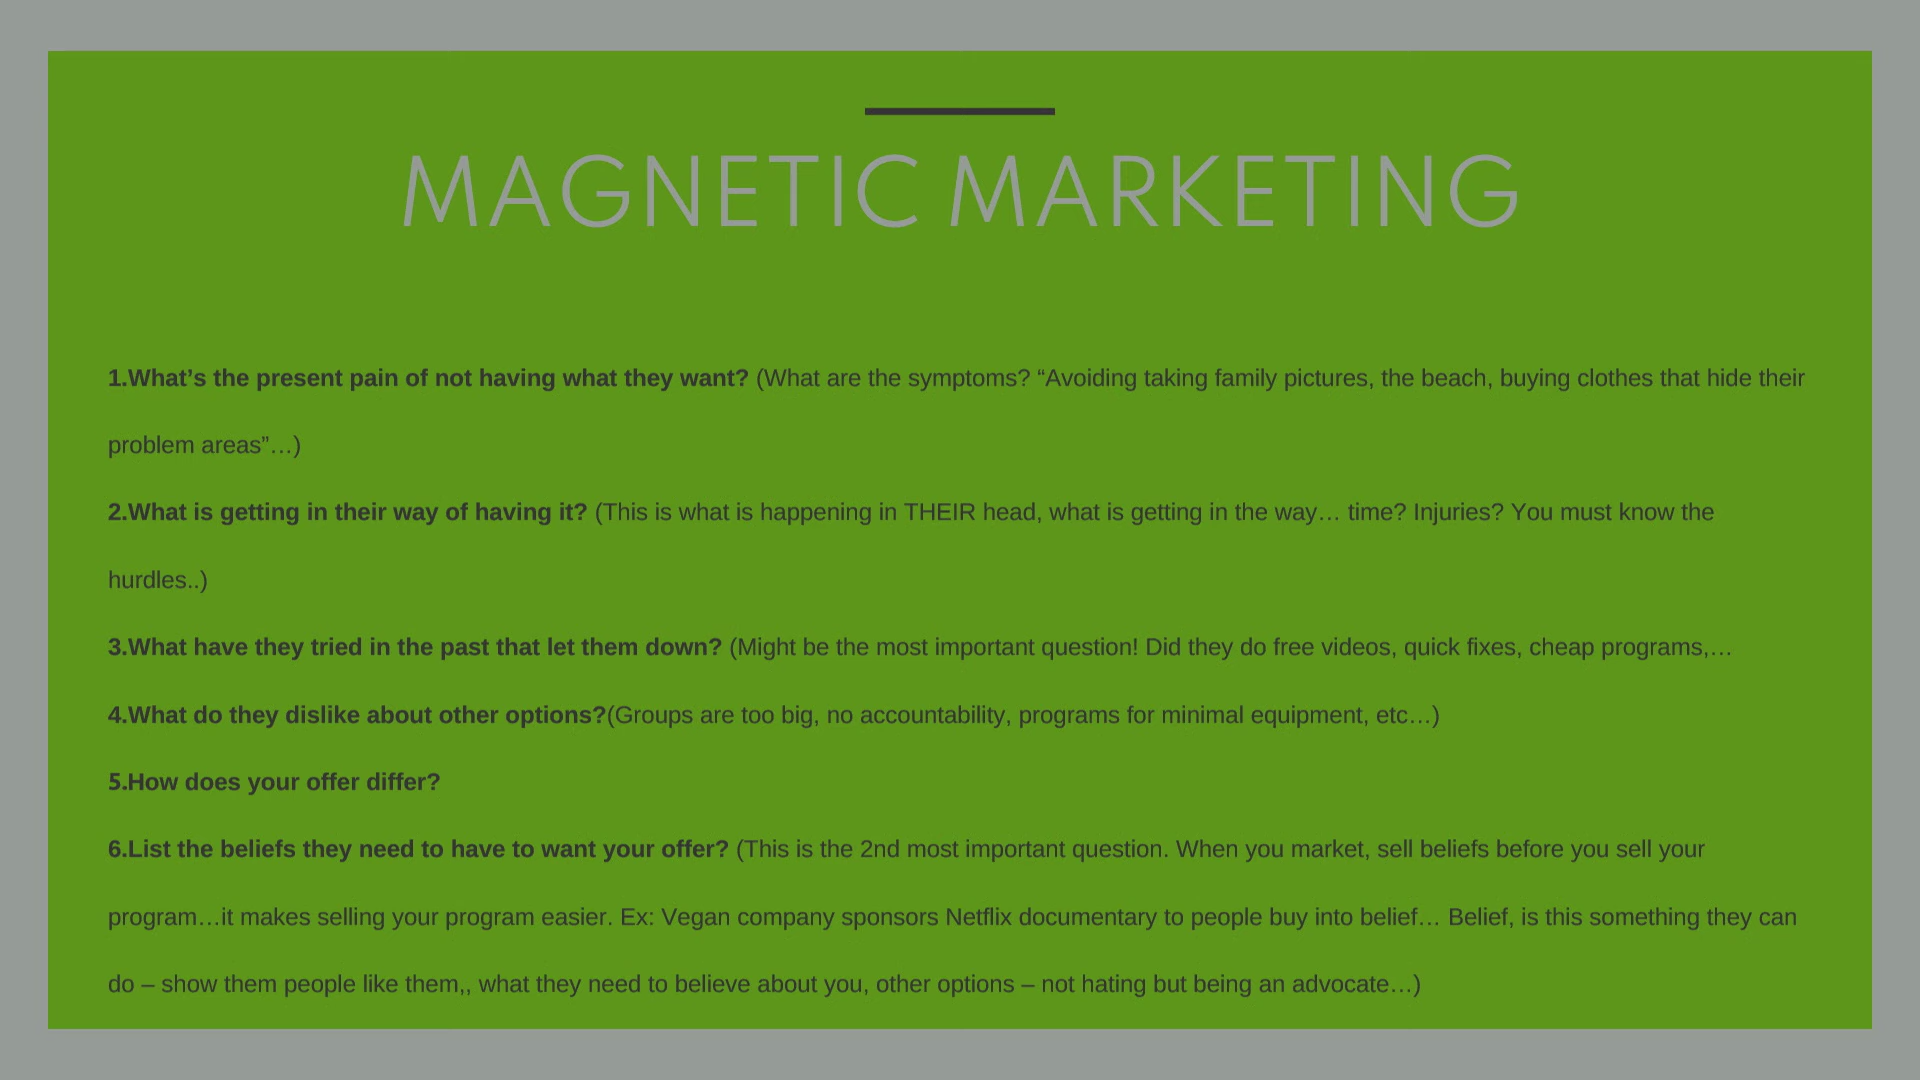 MAGNETIC MARKETING
1.What’s the present pain of not having what they want? (What are the symptoms? “Avoiding taking family pictures, the beach, buying clothes that hide their
problem areas”…)
2.What is getting in their way of having it? (This is what is happening in THEIR head, what is getting in the way… time? Injuries? You must know the
hurdles..)
3.What have they tried in the past that let them down? (Might be the most important question! Did they do free videos, quick fixes, cheap programs,…
4.What do they dislike about other options?(Groups are too big, no accountability, programs for minimal equipment, etc…)
5.How does your offer differ?
6.List the beliefs they need to have to want your offer? (This is the 2nd most important question. When you market, sell beliefs before you sell your
program…it makes selling your program easier. Ex: Vegan company sponsors Netflix documentary to people buy into belief… Belief, is this something they can
do – show them people like them,, what they need to believe about you, other options – not hating but being an advocate…)